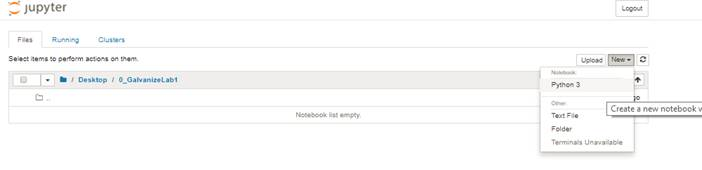 jupyter
Logout
Files Running Clusters
Select items to perform actions on them.
Upload New
/ Desktop / 0_GalvanizeLab1
Notebook:
Python 3
..
Other:
Create a new notebook
Notebook list empty.
Text File
Folder
Terminals Unavailable